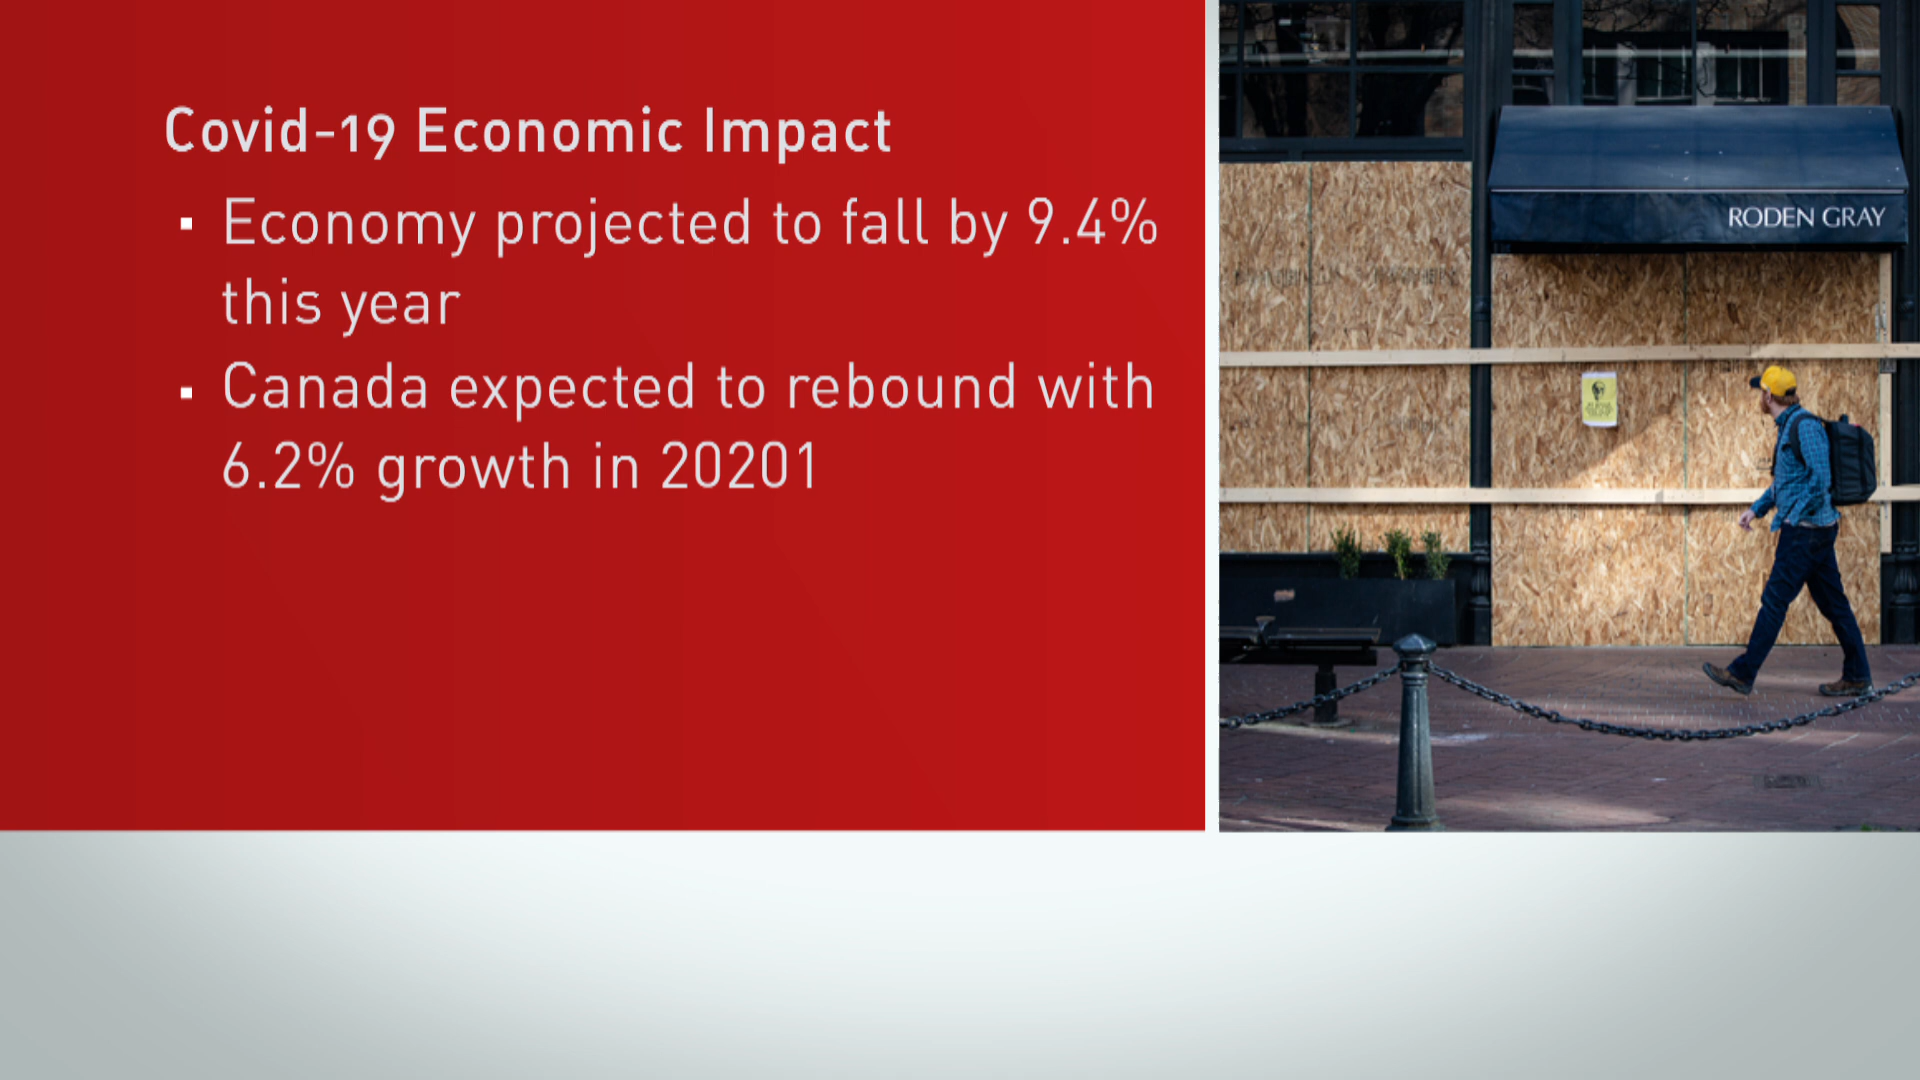 Covid-19 Economic Impact
▪ Economy projected to fall by 9.4%
this year
▪ Canada expected to rebound with
6.2% growth in 20201
RODEN GRAY